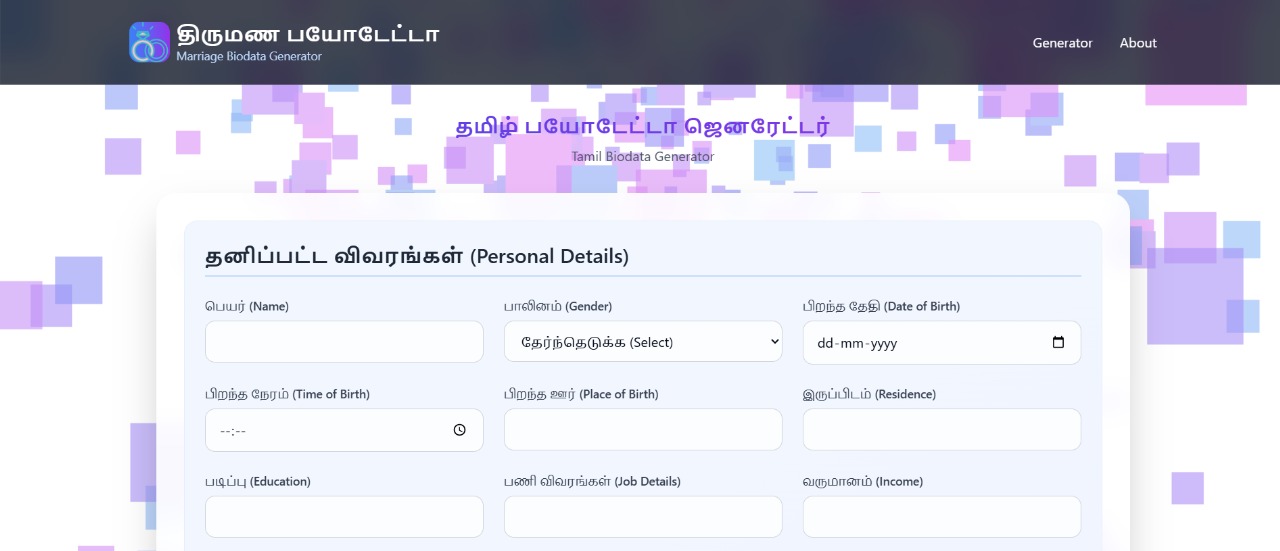 திருமண பயோடேட்டா
Marriage Biodata Generator
Generator About
தமிழ் பயோடேட்டா ஜெனரேட்டர்
Tamil Biodata Generator
தனிப்பட்ட விவரங்கள் (Personal Details)
பெயர் (Name) பாலினம் (Gender) பிறந்த தேதி (Date of Birth)
தேர்ந்தெடுக்க (Select) dd-mm-yyyy
பிறந்த நேரம் (Time of Birth) பிறந்த ஊர் (Place of Birth) இருப்பிடம் (Residence)
--:--
படிப்பு (Education) பணி விவரங்கள் (Job Details) வருமானம் (Income)